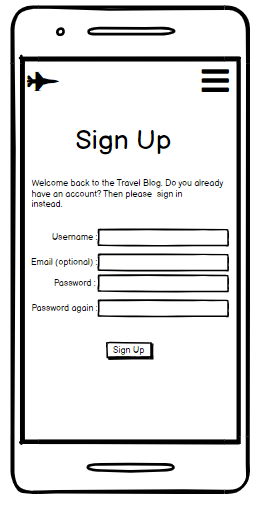 Sign Up
Welcome back to the Travel Blog. Do you already
have an account? Then please sign in
instead.
Username :
Email (optional) :
Password :
Password again :
Sign Up